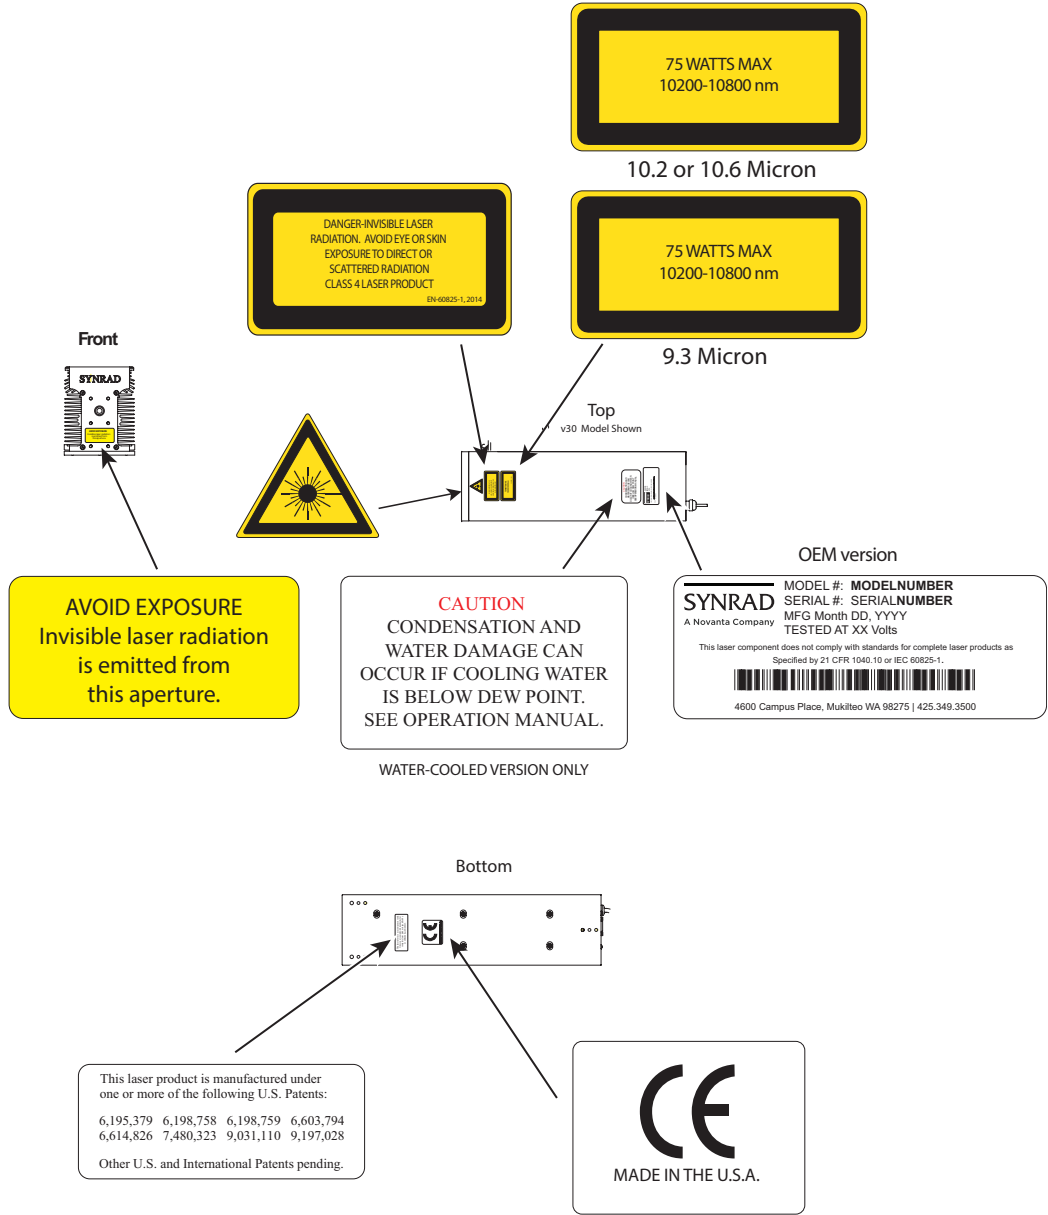 75 WATTS MAX
10200-10800 nm
10.2 or 10.6 Micron
DANGER-INVISIBLE LASER
RADIATION. AVOID EYE OR SKIN
EXPOSURE TO DIRECT OR
SCATTERED RADIATION
CLASS 4 LASER PRODUCT
EN-60825-1, 2014
75 WATTS MAX
10200-10800 nm
9.3 Micron
Front
SYNRAD
Top
v30 Model Shown
AVOID EXPOSURE
Invisible laser radiation
is emitted from
this aperture.
CAUTION
CONDENSATION AND
WATER DAMAGE CAN
OCCUR IF COOLING WATER
IS BELOW DEW POINT.
SEE OPERATION MANUAL.
WATER-COOLED VERSION ONLY
OEM version
SYNRAD
A Novanta Company
MODEL #: MODELNUMBER
SERIAL #: SERIALNUMBER
MFG Month DD, YYYY
TESTED AT XX Volts
This laser component does not comply with standards for complete laser products as
Specified by 21 CFR 1040.10 or IEC 60825-1.
4600 Campus Place, Mukilteo WA 98275 | 425.349.3500
Bottom
CE
This laser product is manufactured under
one or more of the following U.S. Patents:
6,195,379 6,198,758 6,198,759 6,603,794
6,614,826 7,480,323 9,031,110 9,197,028
Other U.S. and International Patents pending.
CE
MADE IN THE U.S.A.